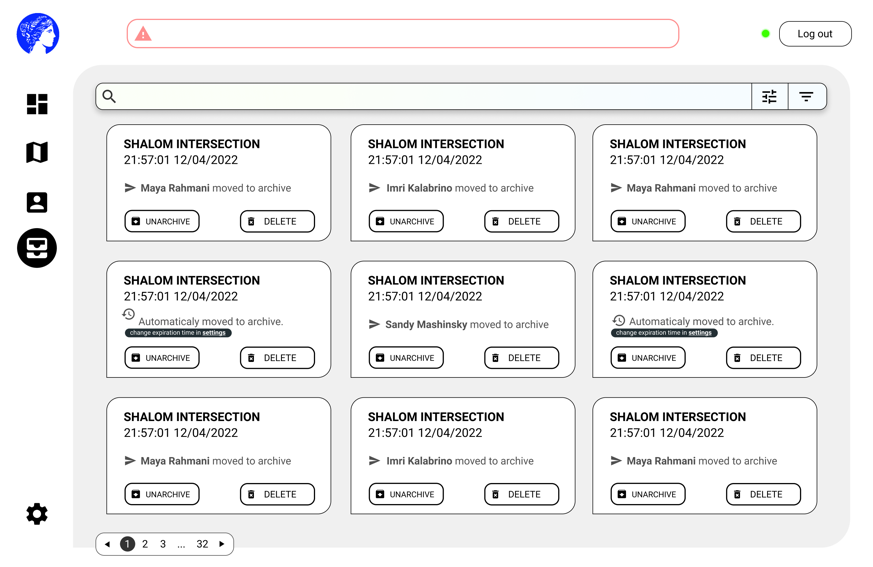 Log out
SHALOM INTERSECTION
21:57:01 12/04/2022
Maya Rahmani moved to archive
UNARCHIVE
DELETE
SHALOM INTERSECTION
21:57:01 12/04/2022
Imri Kalabrino moved to archive
UNARCHIVE
DELETE
SHALOM INTERSECTION
21:57:01 12/04/2022
Maya Rahmani moved to archive
UNARCHIVE
DELETE
SHALOM INTERSECTION
21:57:01 12/04/2022
Automaticaly moved to archive.
change expiration time in settings
UNARCHIVE
DELETE
SHALOM INTERSECTION
21:57:01 12/04/2022
Sandy Mashinsky moved to archive
UNARCHIVE
DELETE
SHALOM INTERSECTION
21:57:01 12/04/2022
Automaticaly moved to archive.
change expiration time in settings
UNARCHIVE
DELETE
SHALOM INTERSECTION
21:57:01 12/04/2022
Maya Rahmani moved to archive
UNARCHIVE
DELETE
SHALOM INTERSECTION
21:57:01 12/04/2022
Imri Kalabrino moved to archive
UNARCHIVE
DELETE
SHALOM INTERSECTION
21:57:01 12/04/2022
Maya Rahmani moved to archive
UNARCHIVE
DELETE
1 2 3 ... 32